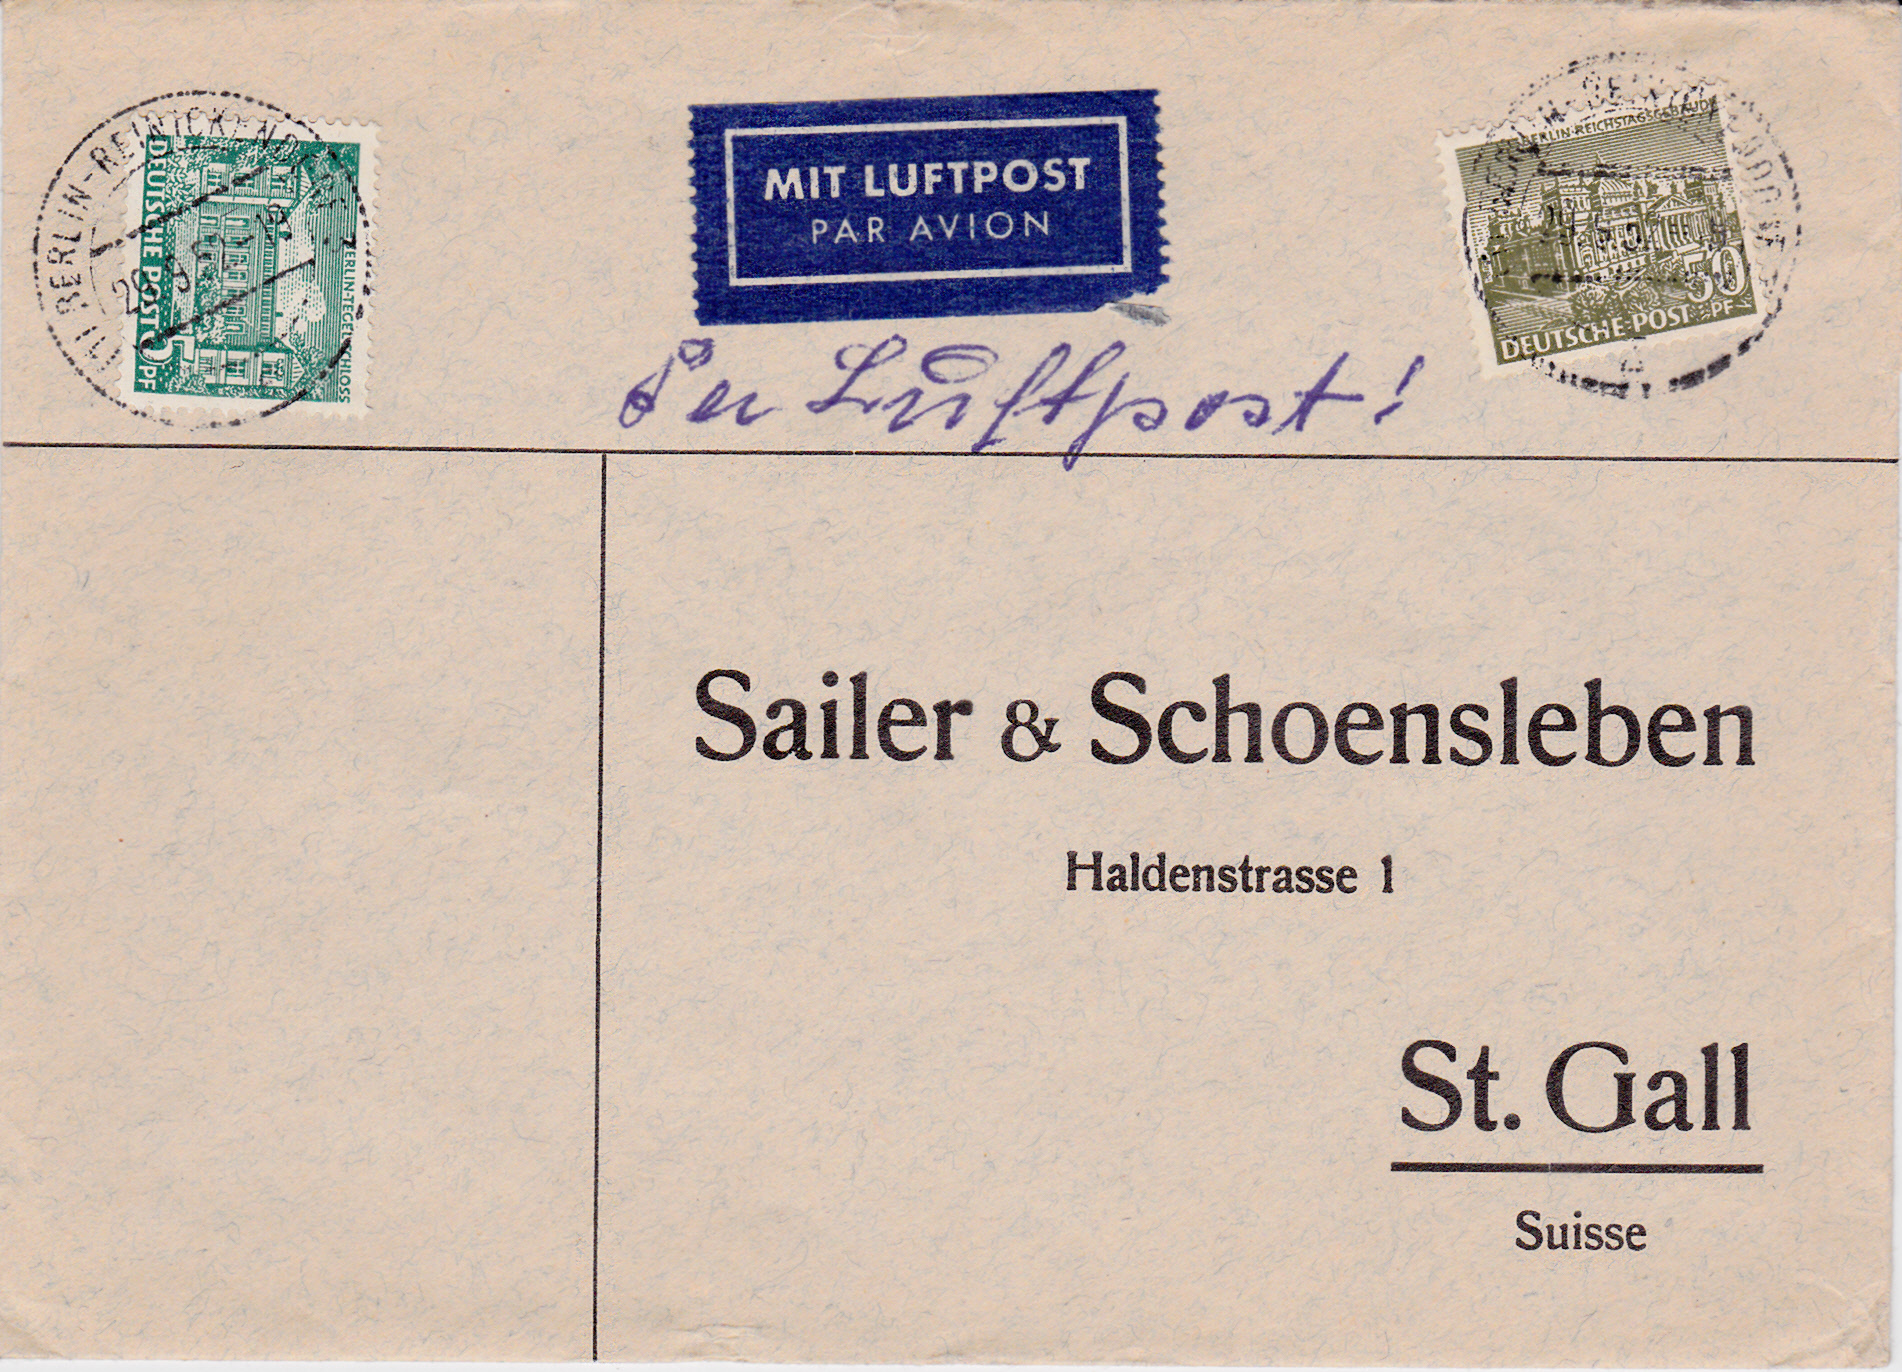 BERLIN-REINICKENDORF
BERLIN-TEGELER SCHLOSS
DEUTSCHE POST 5 PF
MIT LUFTPOST
PAR AVION
BERLIN-REICHSTAGSGEBÄUDE
50
DEUTSCHE POST PF
Per Luftpost!
Sailer & Schoensleben
Haldenstrasse 1
St. Gall
Suisse